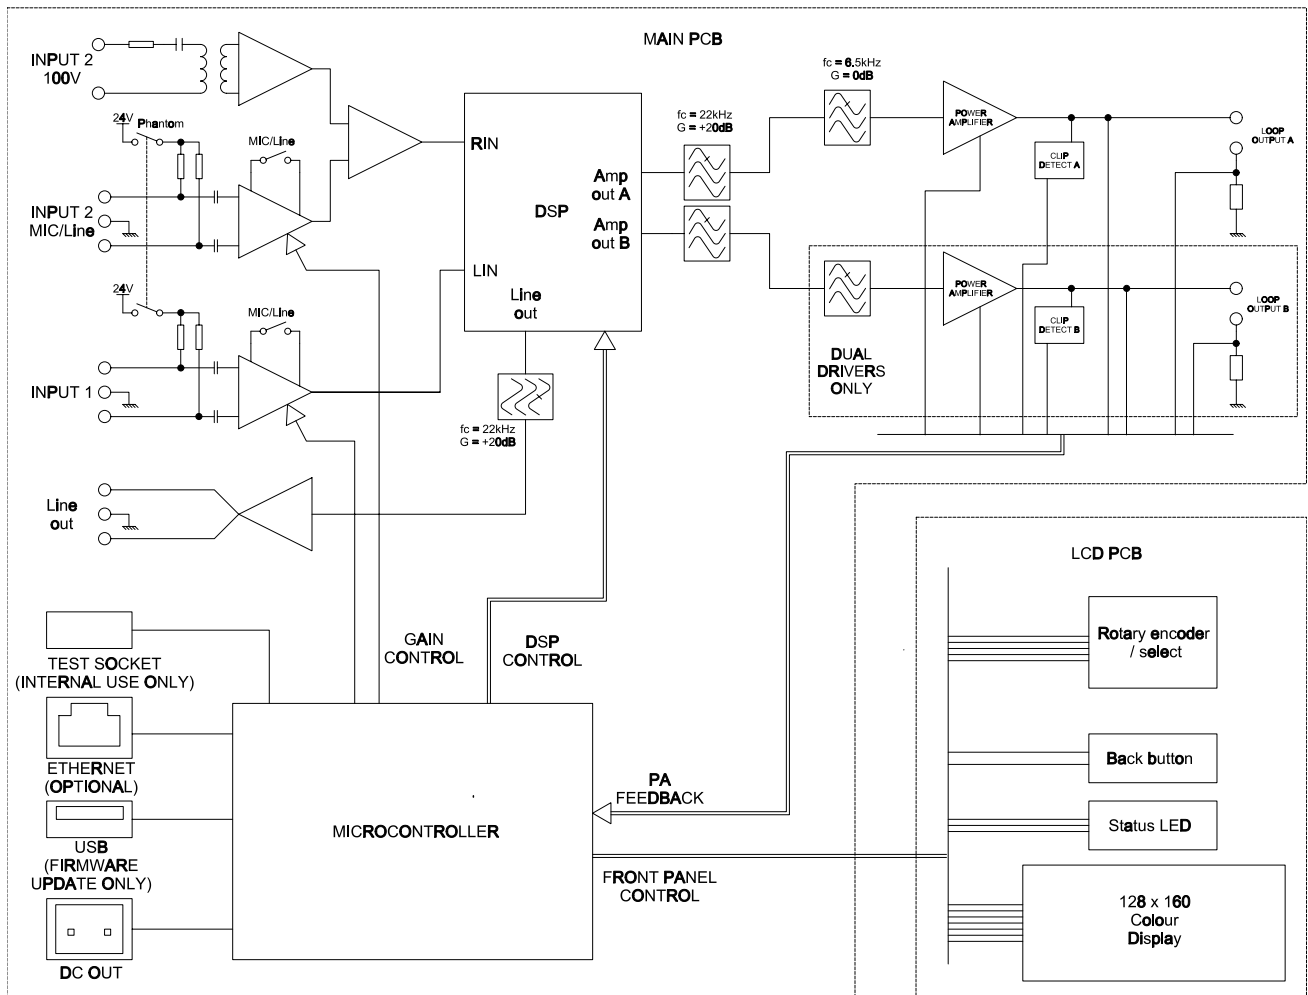 MAIN PCB
INPUT 2
100V
fc = 6.5kHz
G = 0dB
fc = 22kHz
G = +20dB
24V
Phantom
MIC/Line
POWER
AMPLIFIER
LOOP
OUTPUT A
CLIP
DETECT A
RIN
Amp
out A
DSP
Amp
out B
INPUT 2
MIC/Line
LIN
Line
out
24V
MIC/Line
POWER
AMPLIFIER
LOOP
OUTPUT B
CLIP
DETECT B
DUAL
DRIVERS
ONLY
INPUT 1
fc = 22kHz
G = +20dB
Line
out
LCD PCB
Rotary encoder
/ select
GAIN
CONTROL
DSP
CONTROL
TEST SOCKET
(INTERNAL USE ONLY)
ETHERNET
(OPTIONAL)
Back button
PA
FEEDBACK
MICROCONTROLLER
Status LED
USB
(FIRMWARE
UPDATE ONLY)
FRONT PANEL
CONTROL
128 x 160
Colour
Display
DC OUT